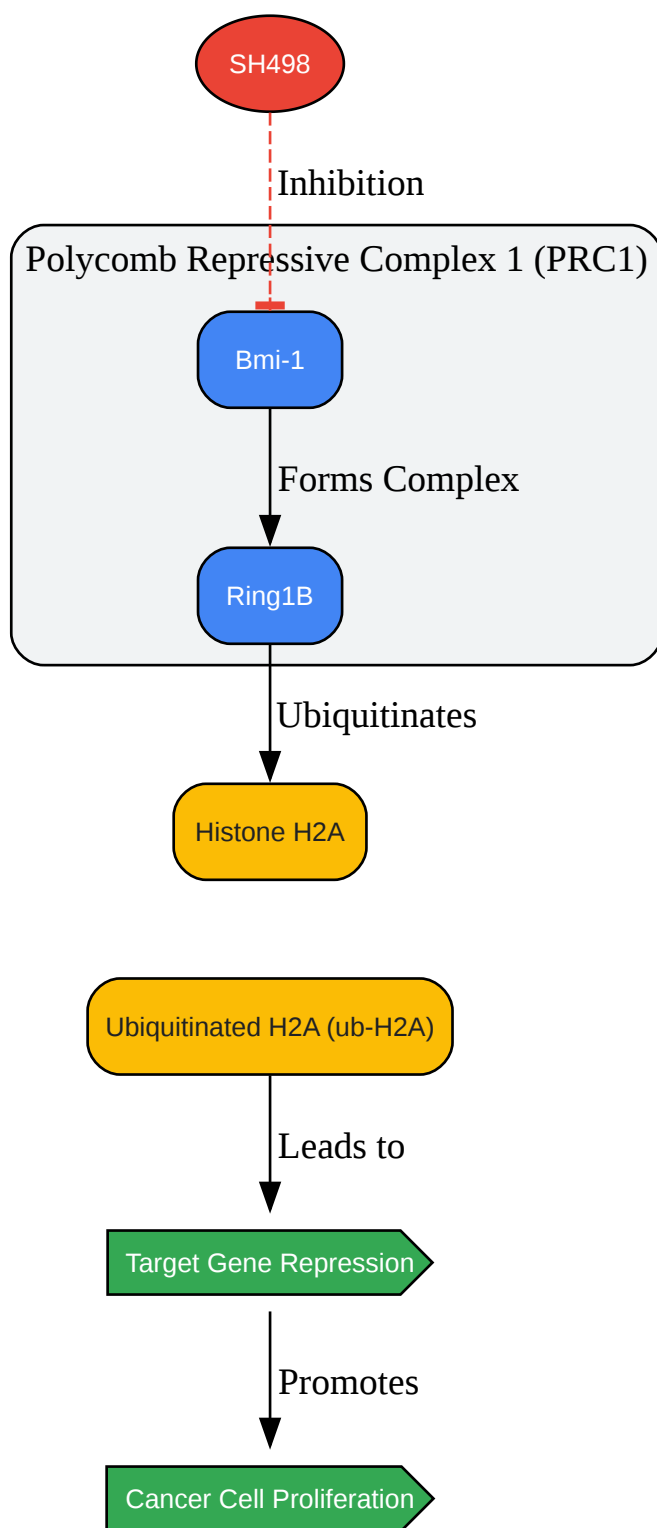 SH498
Inhibition
Polycomb Repressive Complex 1 (PRC1)
Bmi-1
Forms Complex
Ring1B
Ubiquitinates
Histone H2A
Ubiquitinated H2A (ub-H2A)
Leads to
Target Gene Repression
Promotes
Cancer Cell Proliferation